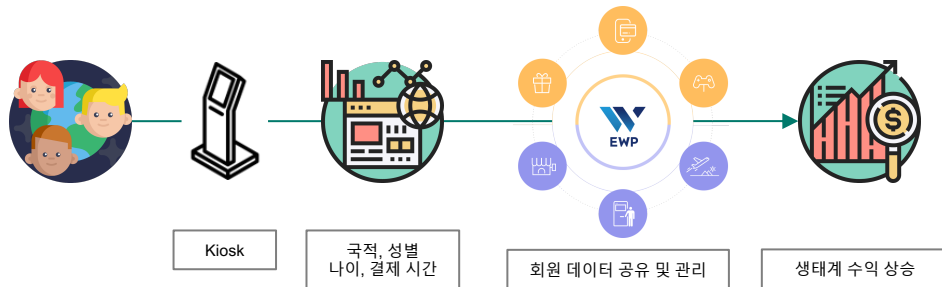 EWP
Kiosk
국적, 성별
나이, 결제 시간
회원 데이터 공유 및 관리
생태계 수익 상승